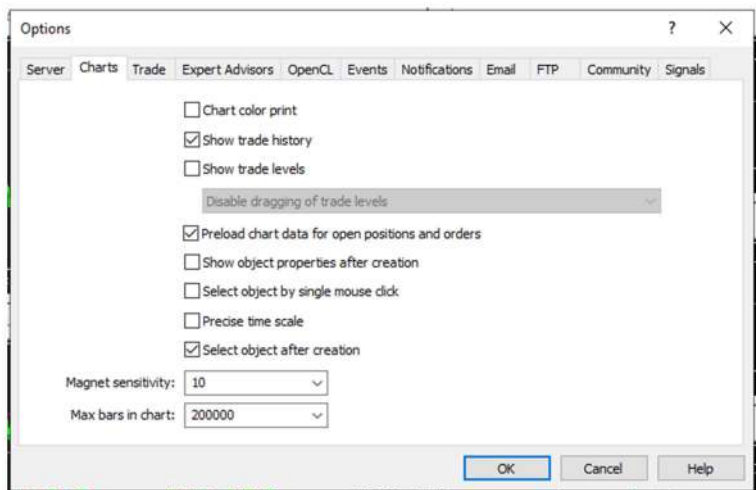 Options
Server Charts Trade Expert Advisors OpenCL Events Notifications Email FTP Community Signals
Chart color print
Show trade history
Show trade levels
Disable dragging of trade levels
Preload chart data for open positions and orders
Show object properties after creation
Select object by single mouse click
Precise time scale
Select object after creation
Magnet sensitivity: 10
Max bars in chart: 200000
OK Cancel Help